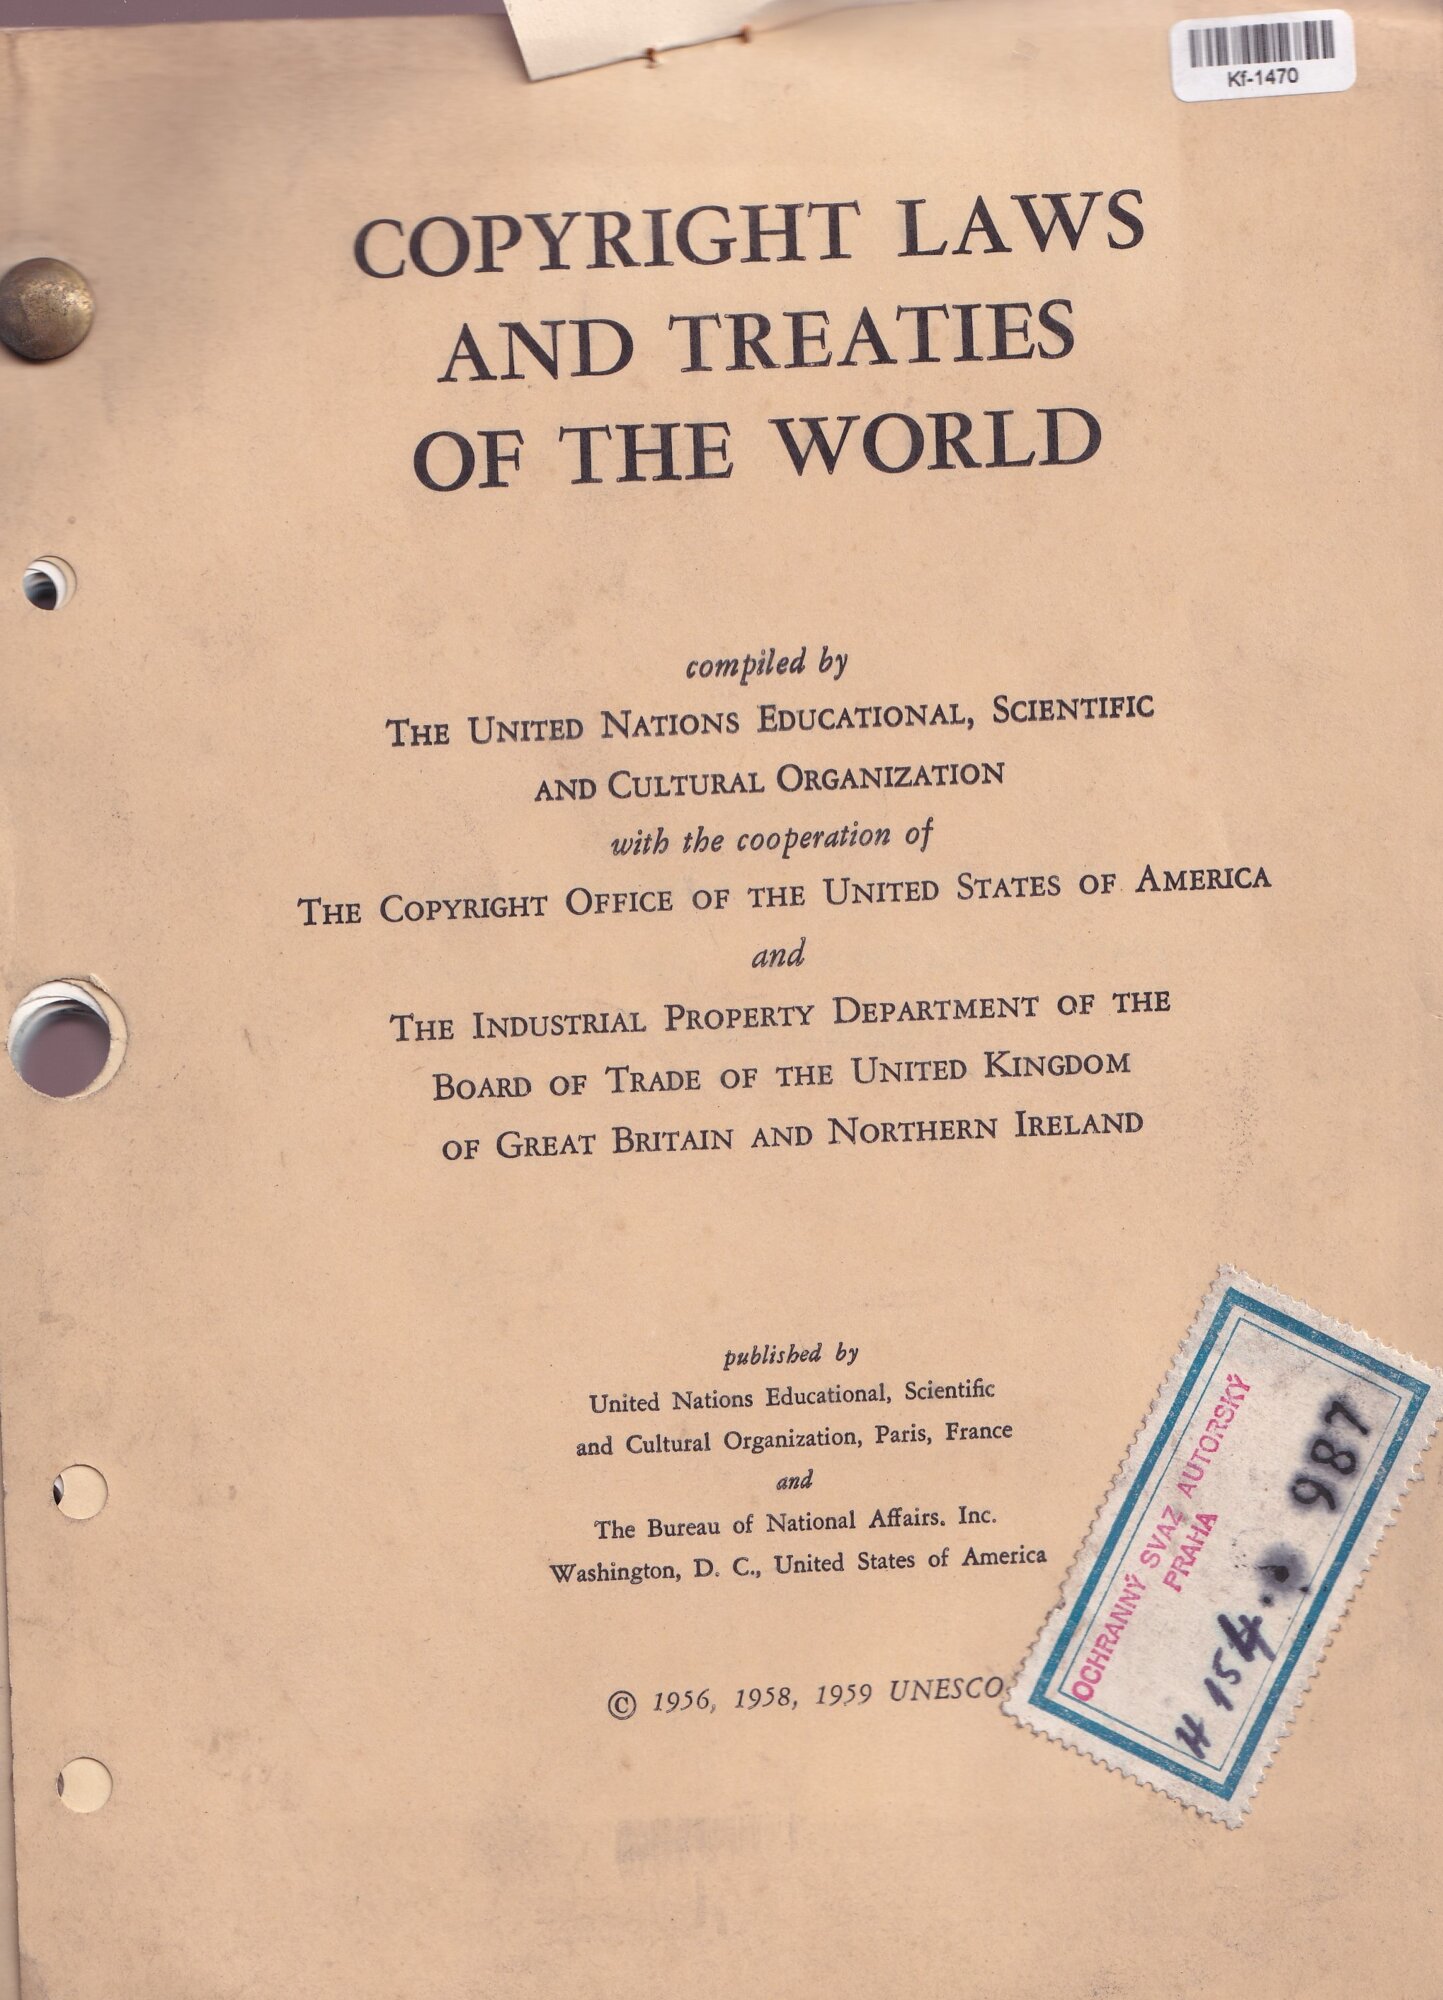 Kf-1470
COPYRIGHT LAWS
AND TREATIES
OF THE WORLD
compiled by
THE UNITED NATIONS EDUCATIONAL, SCIENTIFIC
AND CULTURAL ORGANIZATION
with the cooperation of
THE COPYRIGHT OFFICE OF THE UNITED STATES OF AMERICA
and
THE INDUSTRIAL PROPERTY DEPARTMENT OF THE
BOARD OF TRADE OF THE UNITED KINGDOM
OF GREAT BRITAIN AND NORTHERN IRELAND
published by
United Nations Educational, Scientific
and Cultural Organization, Paris, France
and
The Bureau of National Affairs. Inc.
Washington, D. C., United States of America
© 1956, 1958, 1959 UNESCO
OCHRANNÝ SVAZ AUTORSKÝ
PRAHA
H 154.
987